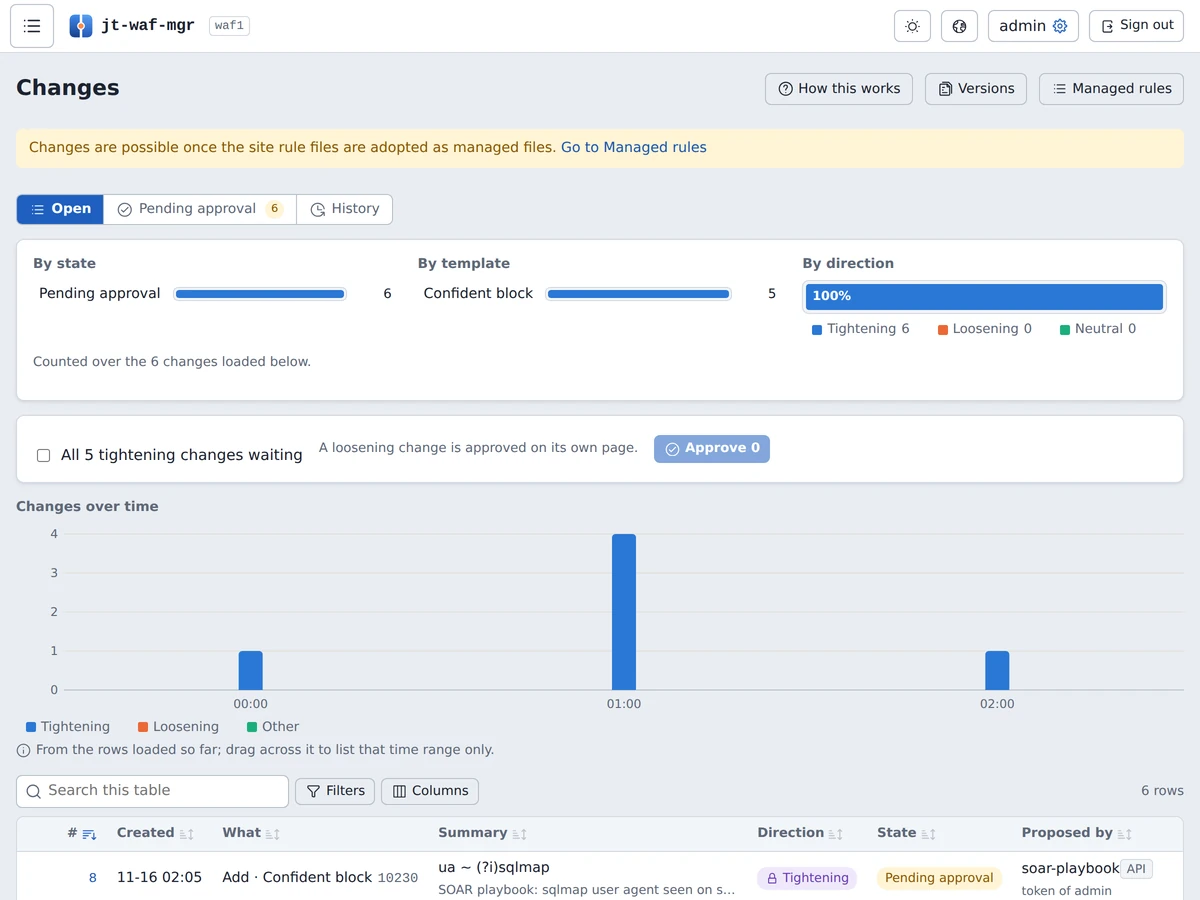 jt-waf-mgr waf1 admin Sign out
Changes How this works Versions Managed rules
Changes are possible once the site rule files are adopted as managed files. Go to Managed rules
Open Pending approval 6 History
By state By template By direction
Pending approval 6 Confident block 5 100%
Tightening 6 Loosening 0 Neutral 0
Counted over the 6 changes loaded below.
All 5 tightening changes waiting A loosening change is approved on its own page. Approve 0
Changes over time
4
3
2
1
0
00:00 01:00 02:00
Tightening Loosening Other
From the rows loaded so far; drag across it to list that time range only.
Search this table Filters Columns 6 rows
# Created What Summary Direction State Proposed by
8 11-16 02:05 Add · Confident block 10230 ua ~ (?i)sqlmap Tightening Pending approval soar-playbook API
SOAR playbook: sqlmap user agent seen on s... token of admin